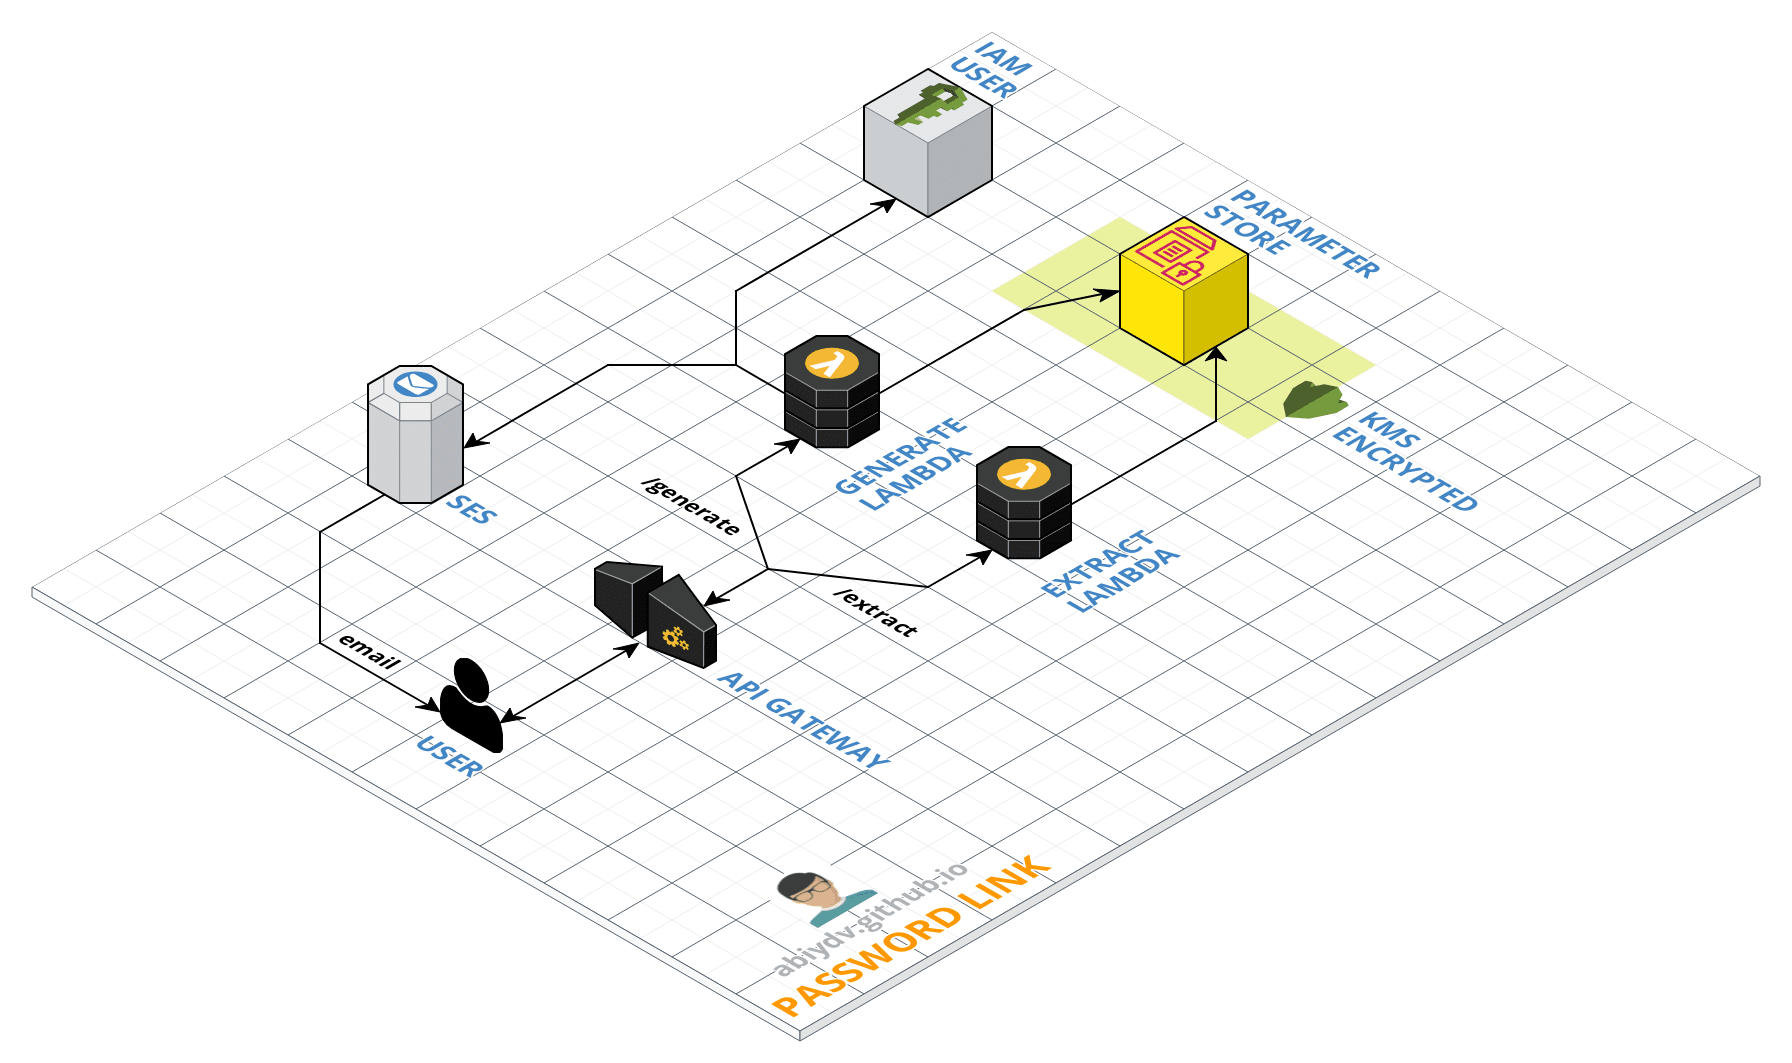 IAM
USER
PARAMETER
STORE
KMS
ENCRYPTED
GENERATE
LAMBDA
SES
/generate
EXTRACT
LAMBDA
/extract
email
API GATEWAY
USER
abiydv.github.io
PASSWORD LINK